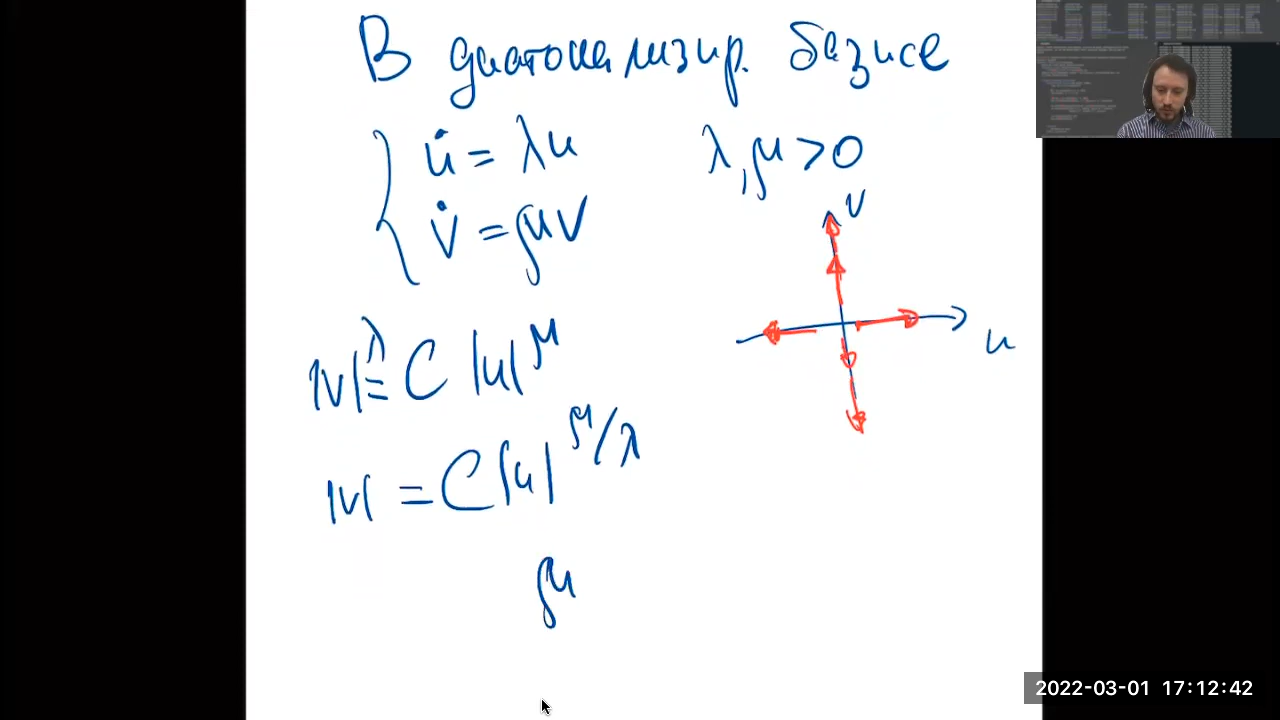 В диагонализир. базисе
u̇ = λu
v̇ = μv
λ, μ > 0
v
u
|v|^λ = C |u|^μ
|v| = C |u|^{μ/λ}
μ
2022-03-01 17:12:42